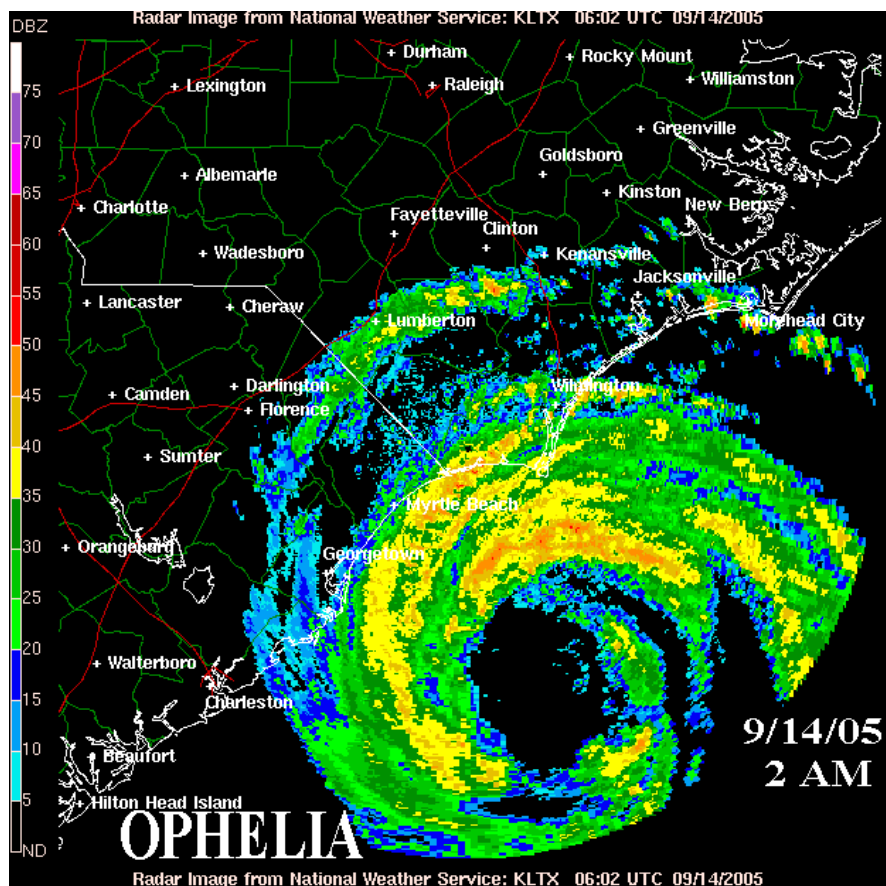 Radar Image from National Weather Service: KLTX 06:02 UTC 09/14/2005
DBZ
75
70
65
60
55
50
45
40
35
30
25
20
15
10
5
ND
Durham
Rocky Mount
Lexington
Raleigh
Williamston
Greenville
Albemarle
Goldsboro
Kinston
Charlotte
Fayetteville
New Bern
Clinton
Wadesboro
Kenansville
Jacksonville
Lancaster
Cheraw
Lumberton
Morehead City
Darlington
Wilmington
Camden
Florence
Sumter
Myrtle Beach
Orangeburg
Georgetown
Walterboro
Charleston
9/14/05
2 AM
Beaufort
Hilton Head Island
OPHELIA
Radar Image from National Weather Service: KLTX 06:02 UTC 09/14/2005